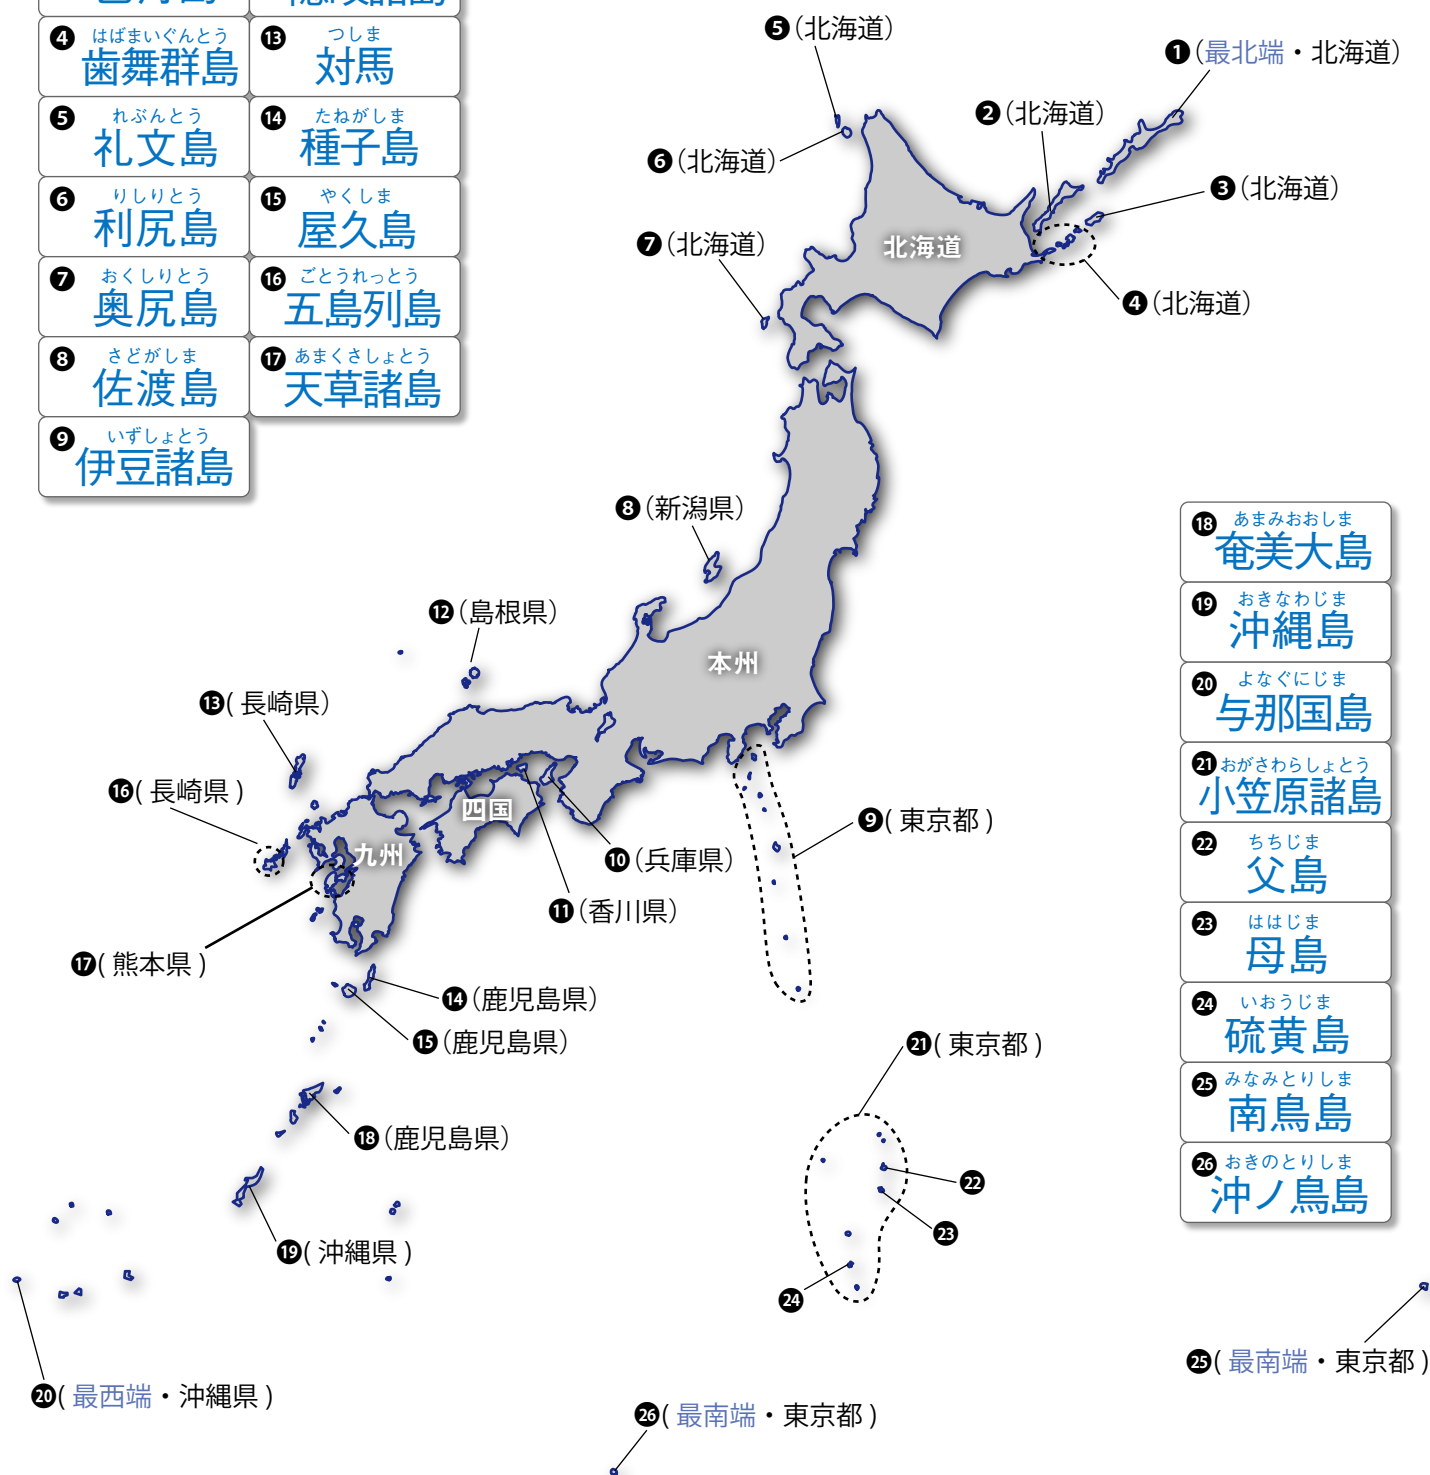 ❹ はばまいぐんとう
歯舞群島
⓭ つしま
対馬
❺ れぶんとう
礼文島
⓮ たねがしま
種子島
❻ りしりとう
利尻島
⓯ やくしま
屋久島
❼ おくしりとう
奥尻島
⓰ ごとうれっとう
五島列島
❽ さどがしま
佐渡島
⓱ あまくさしょとう
天草諸島
❾ いずしょとう
伊豆諸島
❺（北海道）
❶（最北端・北海道）
❷（北海道）
❻（北海道）
❸（北海道）
❼（北海道）
北海道
❹（北海道）
❽（新潟県）
⓬（島根県）
本州
⓭( 長崎県）
⓰( 長崎県 )
四国
❾( 東京都 )
九州
❿（兵庫県）
⓫（香川県）
⓱( 熊本県 )
⓮（鹿児島県）
⓯（鹿児島県）
㉑( 東京都 )
⓲（鹿児島県）
㉒
㉓
⓳( 沖縄県 )
㉔
⓴( 最西端・沖縄県 )
㉖( 最南端・東京都 )
㉕( 最南端・東京都 )
⓲ あまみおおしま
奄美大島
⓳ おきなわじま
沖縄島
⓴ よなぐにじま
与那国島
㉑ おがさわらしょとう
小笠原諸島
㉒ ちちじま
父島
㉓ ははじま
母島
㉔ いおうじま
硫黄島
㉕ みなみとりしま
南鳥島
㉖ おきのとりしま
沖ノ鳥島